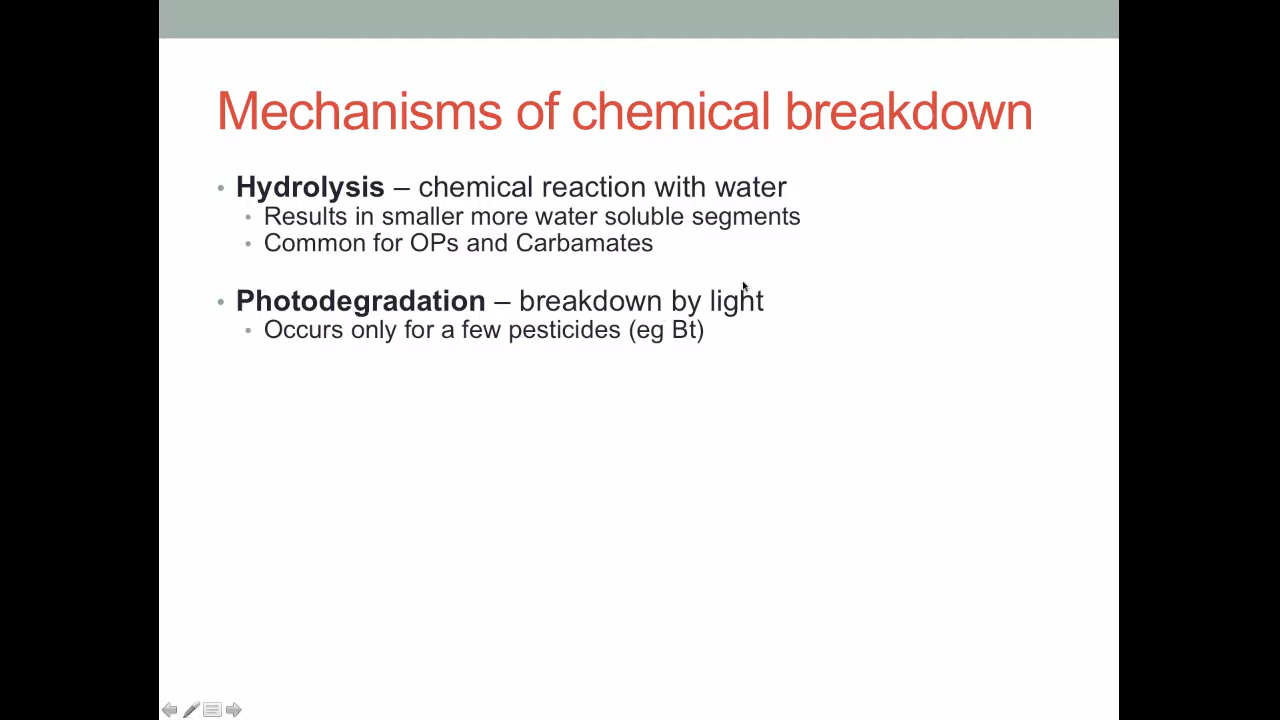 Mechanisms of chemical breakdown
• Hydrolysis – chemical reaction with water
• Results in smaller more water soluble segments
• Common for OPs and Carbamates
• Photodegradation – breakdown by light
• Occurs only for a few pesticides (eg Bt)